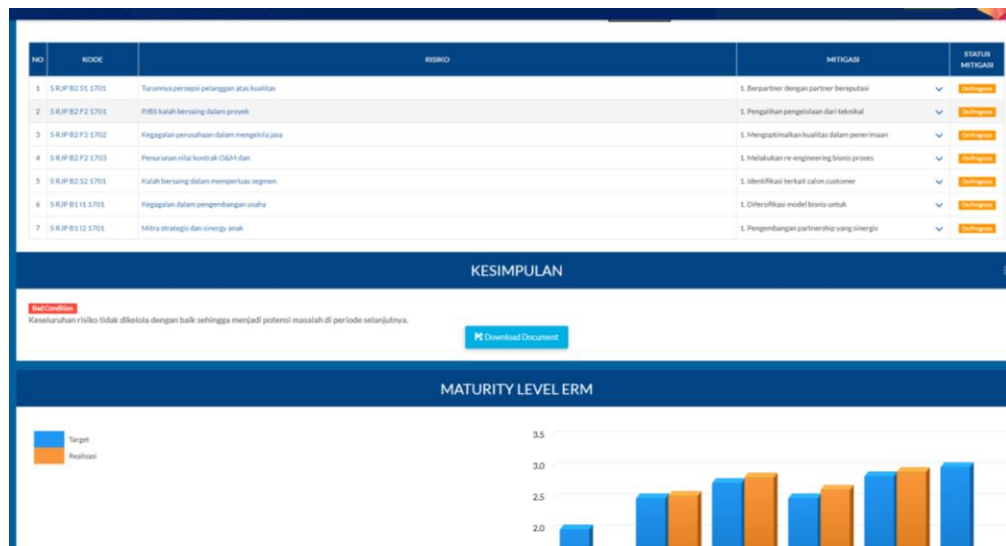 NO KODE RISIKO MITIGASI STATUS MITIGASI
1 S RJP B2 S1 1701 Turunnya persepsi pelanggan atas kualitas 1. Berpartner dengan partner bereputasi On Progress
2 S RJP B2 F2 1701 PJBS kalah bersaing dalam proyek 1. Pengalihan pengelolaan dari teknikal On Progress
3 S RJP B2 F2 1702 Kegagalan perusahaan dalam mengelola jasa 1. Mengoptimalkan kualitas dalam penerimaan On Progress
4 S RJP B2 F2 1703 Penurunan nilai kontrak O&M dan 1. Melakukan re-engineering bisnis proses On Progress
5 S RJP B2 S2 1701 Kalah bersaing dalam memperluas segmen 1. Identifikasi terkait calon customer On Progress
6 S RJP B1 I1 1701 Kegagalan dalam pengembangan usaha 1. Difersifikasi model bisnis untuk On Progress
7 S RJP B1 I2 1701 Mitra strategis dan sinergy anak 1. Pengembangan partnership yang sinergis On Progress
KESIMPULAN
Bad Condition
Keseluruhan risiko tidak dikelola dengan baik sehingga menjadi potensi masalah di periode selanjutnya.
Download Document
MATURITY LEVEL ERM
Target
Realisasi
3.5
3.0
2.5
2.0